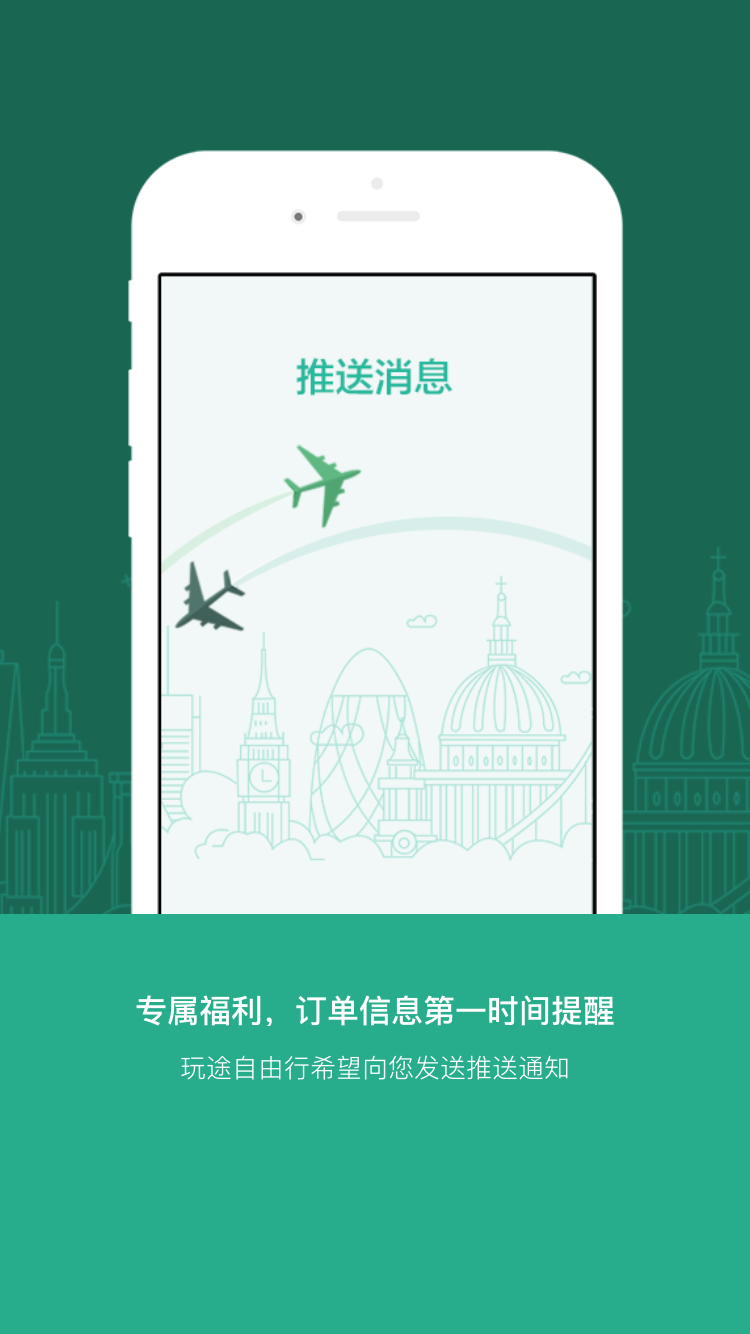 推送消息
专属福利，订单信息第一时间提醒
玩途自由行希望向您发送推送通知